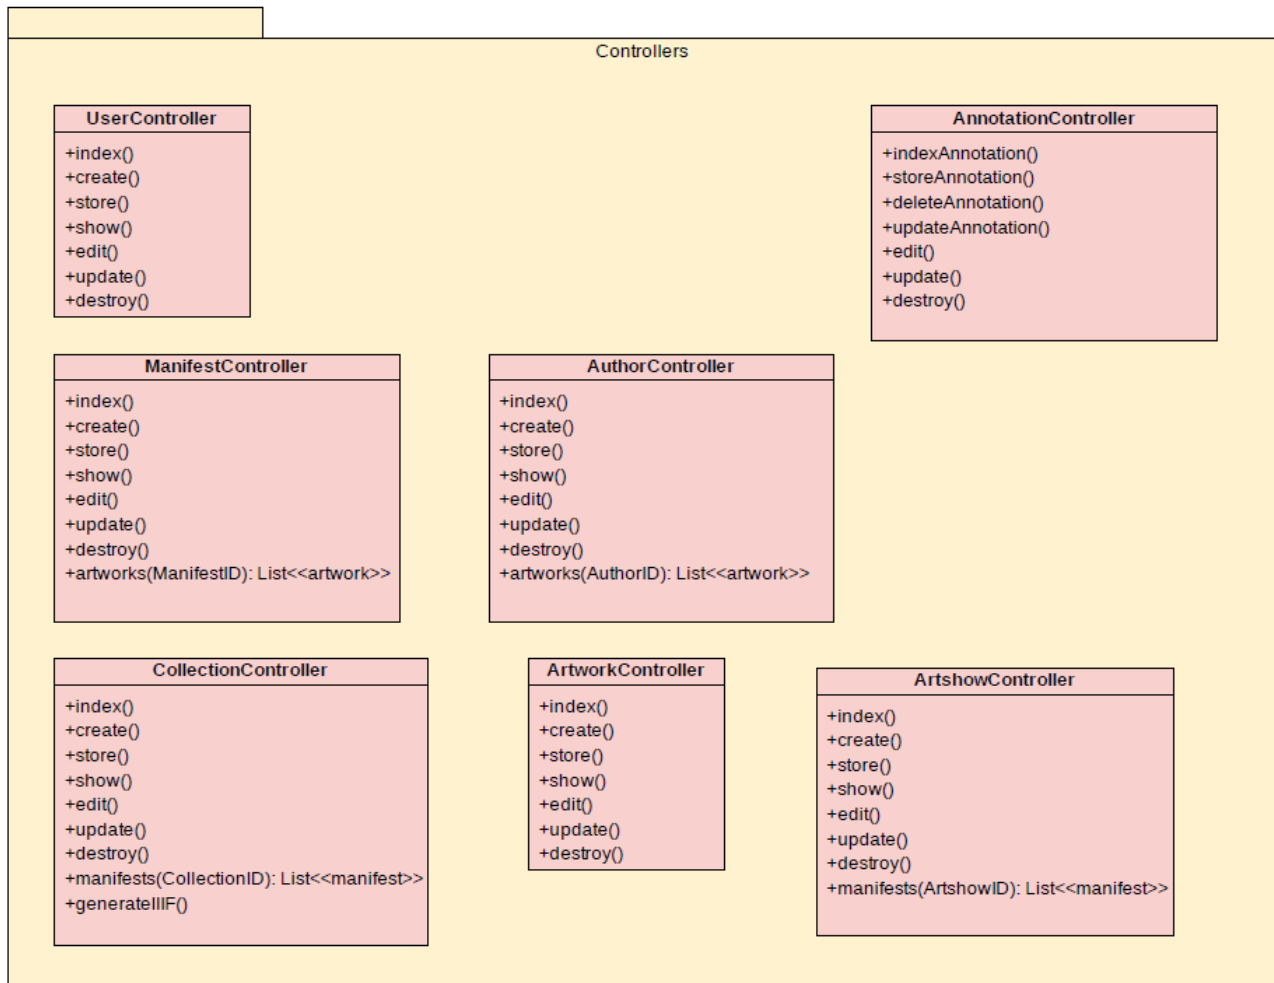 Controllers
UserController
+index()
+create()
+store()
+show()
+edit()
+update()
+destroy()
AnnotationController
+indexAnnotation()
+storeAnnotation()
+deleteAnnotation()
+updateAnnotation()
+edit()
+update()
+destroy()
ManifestController
+index()
+create()
+store()
+show()
+edit()
+update()
+destroy()
+artworks(ManifestID): List<<artwork>>
AuthorController
+index()
+create()
+store()
+show()
+edit()
+update()
+destroy()
+artworks(AuthorID): List<<artwork>>
CollectionController
+index()
+create()
+store()
+show()
+edit()
+update()
+destroy()
+manifests(CollectionID): List<<manifest>>
+generateIIIF()
ArtworkController
+index()
+create()
+store()
+show()
+edit()
+update()
+destroy()
ArtshowController
+index()
+create()
+store()
+show()
+edit()
+update()
+destroy()
+manifests(ArtshowID): List<<manifest>>